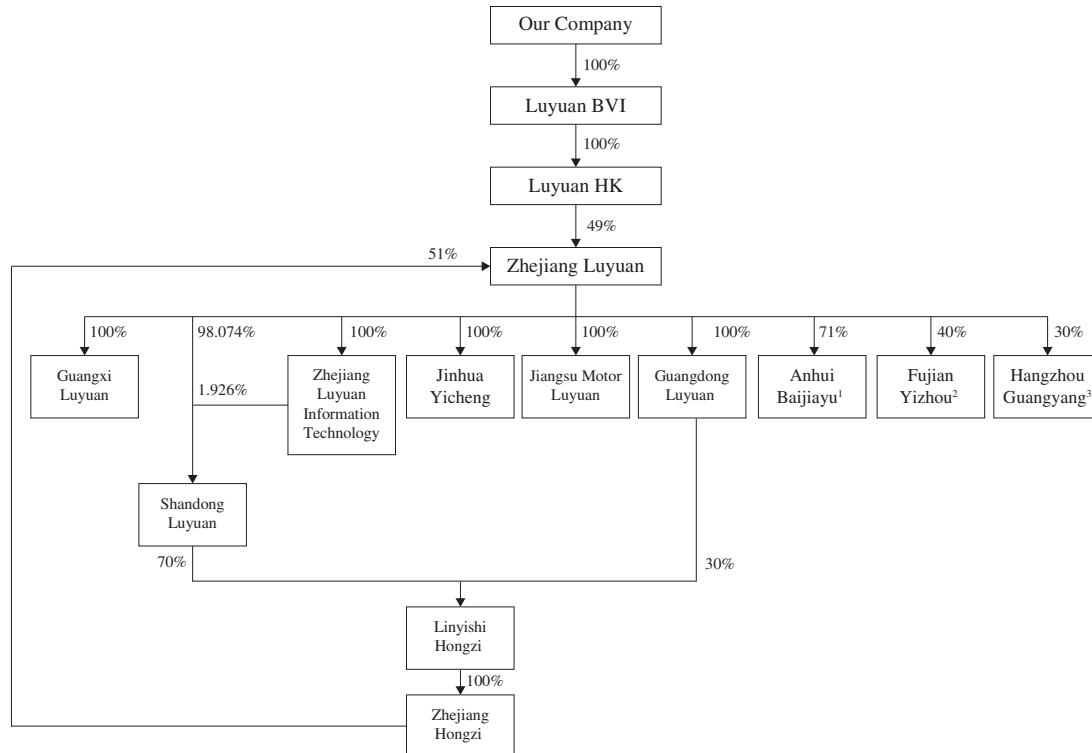 Our Company
100%
Luyuan BVI
100%
Luyuan HK
49%
51%
Zhejiang Luyuan
100%
98.074%
100%
100%
100%
100%
71%
40%
30%
Guangxi
Luyuan
1.926%
Zhejiang
Luyuan
Information
Technology
Jinhua
Yicheng
Jiangsu Motor
Luyuan
Guangdong
Luyuan
Anhui
Baijiayu¹
Fujian
Yizhou²
Hangzhou
Guangyang³
Shandong
Luyuan
70%
30%
Linyishi
Hongzi
100%
Zhejiang
Hongzi